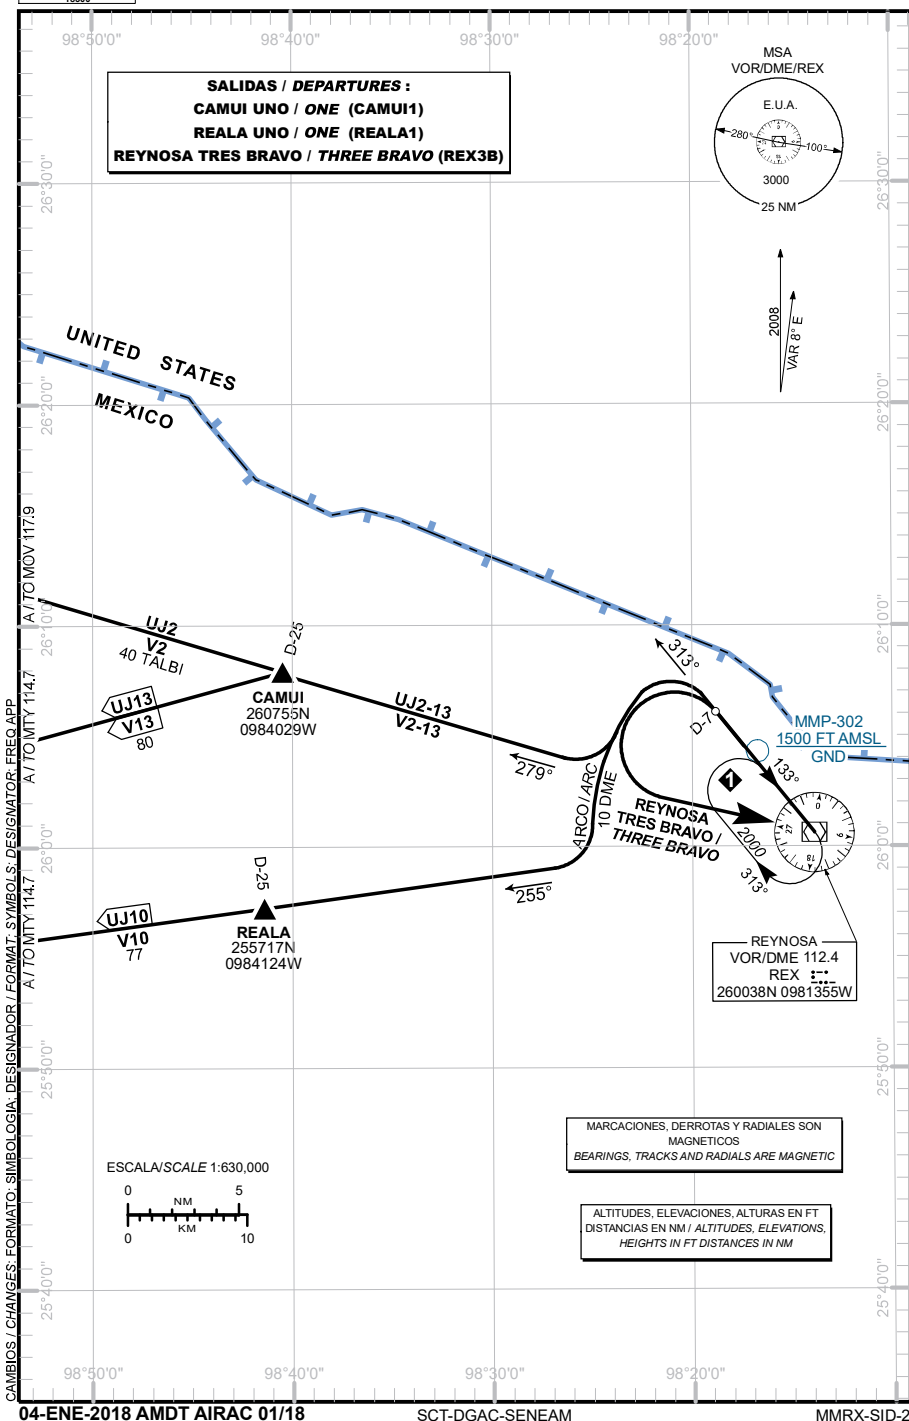 98°50'0"
98°40'0"
98°30'0"
98°20'0"
SALIDAS / DEPARTURES :
CAMUI UNO / ONE (CAMUI1)
REALA UNO / ONE (REALA1)
REYNOSA TRES BRAVO / THREE BRAVO (REX3B)
MSA
VOR/DME/REX
E.U.A.
280°
100°
3000
25 NM
26°30'0"
26°30'0"
2008
VAR 8° E
UNITED STATES
MEXICO
26°20'0"
26°20'0"
A / TO MOV 117.9
26°10'0"
26°10'0"
UJ2
V2
40 TALBI
D-25
CAMUI
260755N
0984029W
UJ13
V13
80
A / TO MTY 114.7
UJ2-13
V2-13
279°
313°
D-7
MMP-302
1500 FT AMSL
GND
133°
ARCO / ARC
10 DME
REYNOSA
TRES BRAVO /
THREE BRAVO
1
2000
313°
0
9
18
27
26°0'0"
26°0'0"
D-25
255°
REALA
255717N
0984124W
UJ10
V10
77
A / TO MTY 114.7
REYNOSA
VOR/DME 112.4
REX
260038N 0981355W
25°50'0"
25°50'0"
MARCACIONES, DERROTAS Y RADIALES SON
MAGNETICOS
BEARINGS, TRACKS AND RADIALS ARE MAGNETIC
ESCALA/SCALE 1:630,000
0 5
NM
KM
0 10
ALTITUDES, ELEVACIONES, ALTURAS EN FT
DISTANCIAS EN NM / ALTITUDES, ELEVATIONS,
HEIGHTS IN FT DISTANCES IN NM
25°40'0"
25°40'0"
CAMBIOS / CHANGES: FORMATO; SIMBOLOGIA; DESIGNADOR / FORMAT; SYMBOLS; DESIGNATOR; FREQ APP
98°50'0"
98°40'0"
98°30'0"
98°20'0"
04-ENE-2018 AMDT AIRAC 01/18
SCT-DGAC-SENEAM
MMRX-SID-2